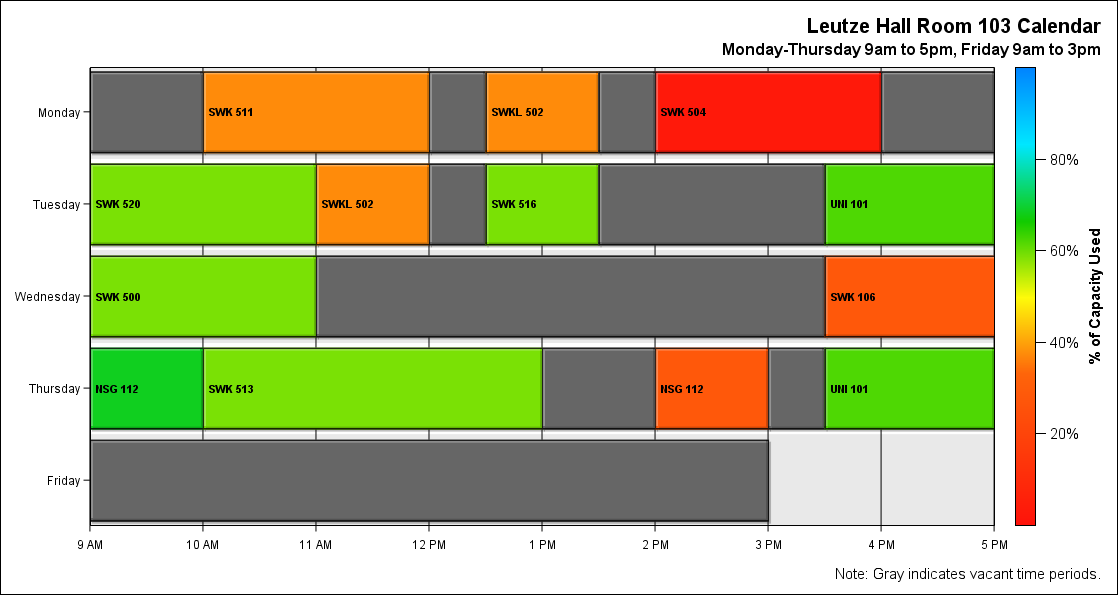 Leutze Hall Room 103 Calendar
Monday-Thursday 9am to 5pm, Friday 9am to 3pm
Monday
SWK 511
SWKL 502
SWK 504
Tuesday
SWK 520
SWKL 502
SWK 516
UNI 101
Wednesday
SWK 500
SWK 106
Thursday
NSG 112
SWK 513
NSG 112
UNI 101
Friday
9 AM
10 AM
11 AM
12 PM
1 PM
2 PM
3 PM
4 PM
5 PM
80%
60%
40%
20%
% of Capacity Used
Note: Gray indicates vacant time periods.